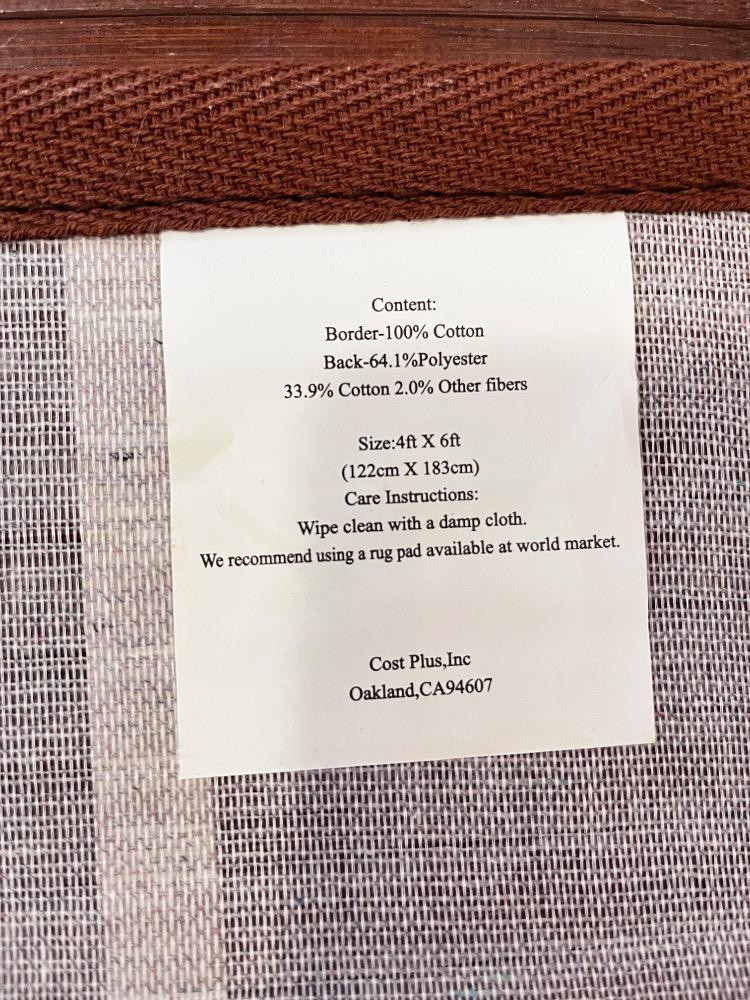 Content:
Border-100% Cotton
Back-64.1%Polyester
33.9% Cotton 2.0% Other fibers
Size:4ft X 6ft
(122cm X 183cm)
Care Instructions:
Wipe clean with a damp cloth.
We recommend using a rug pad available at world market.
Cost Plus,Inc
Oakland,CA94607